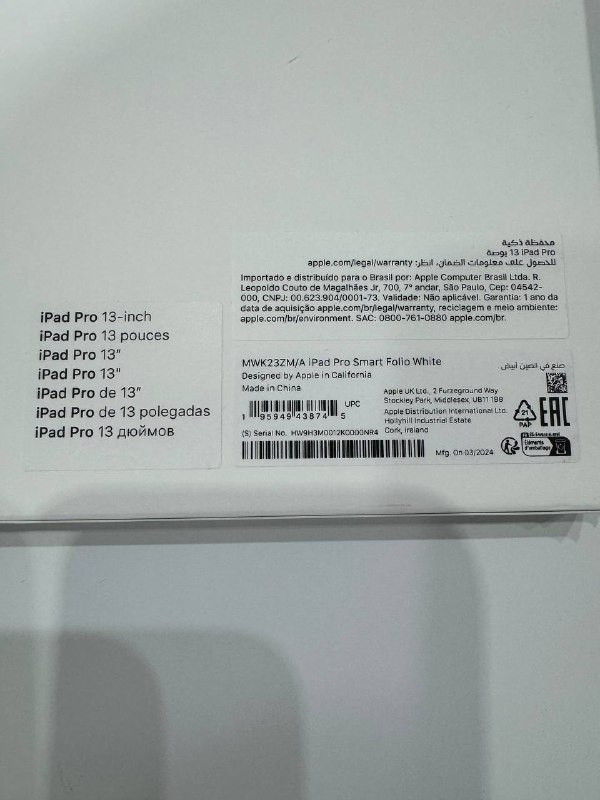 محفظة ذكية
iPad Pro 13 بوصة
للحصول على معلومات الضمان، انظر: apple.com/legal/warranty
Importado e distribuído para o Brasil por: Apple Computer Brasil Ltda. R.
Leopoldo Couto de Magalhães Jr, 700, 7° andar, São Paulo, Cep: 04542-
000, CNPJ: 00.623.904/0001-73. Validade: Não aplicável. Garantia: 1 ano da
data de aquisição apple.com/br/legal/warranty, reciclagem e meio ambiente:
apple.com/br/environment. SAC: 0800-761-0880 apple.com/br.
iPad Pro 13-inch
iPad Pro 13 pouces
iPad Pro 13″
iPad Pro 13"
iPad Pro de 13″
iPad Pro de 13 polegadas
iPad Pro 13 дюймов
MWK23ZM/A iPad Pro Smart Folio White
صنع في الصين أبيض
Designed by Apple in California
Made in China
UPC
1 95949 43874 5
(S) Serial No. HW9H3M0012K0000NR4
Apple UK Ltd., 2 Furzeground Way
Stockley Park, Middlesex, UB11 1BB
Apple Distribution International Ltd.
Hollyhill Industrial Estate
Cork, Ireland
Mfg. On 03/2024
21
PAP
EAC
Éléments
d'emballage